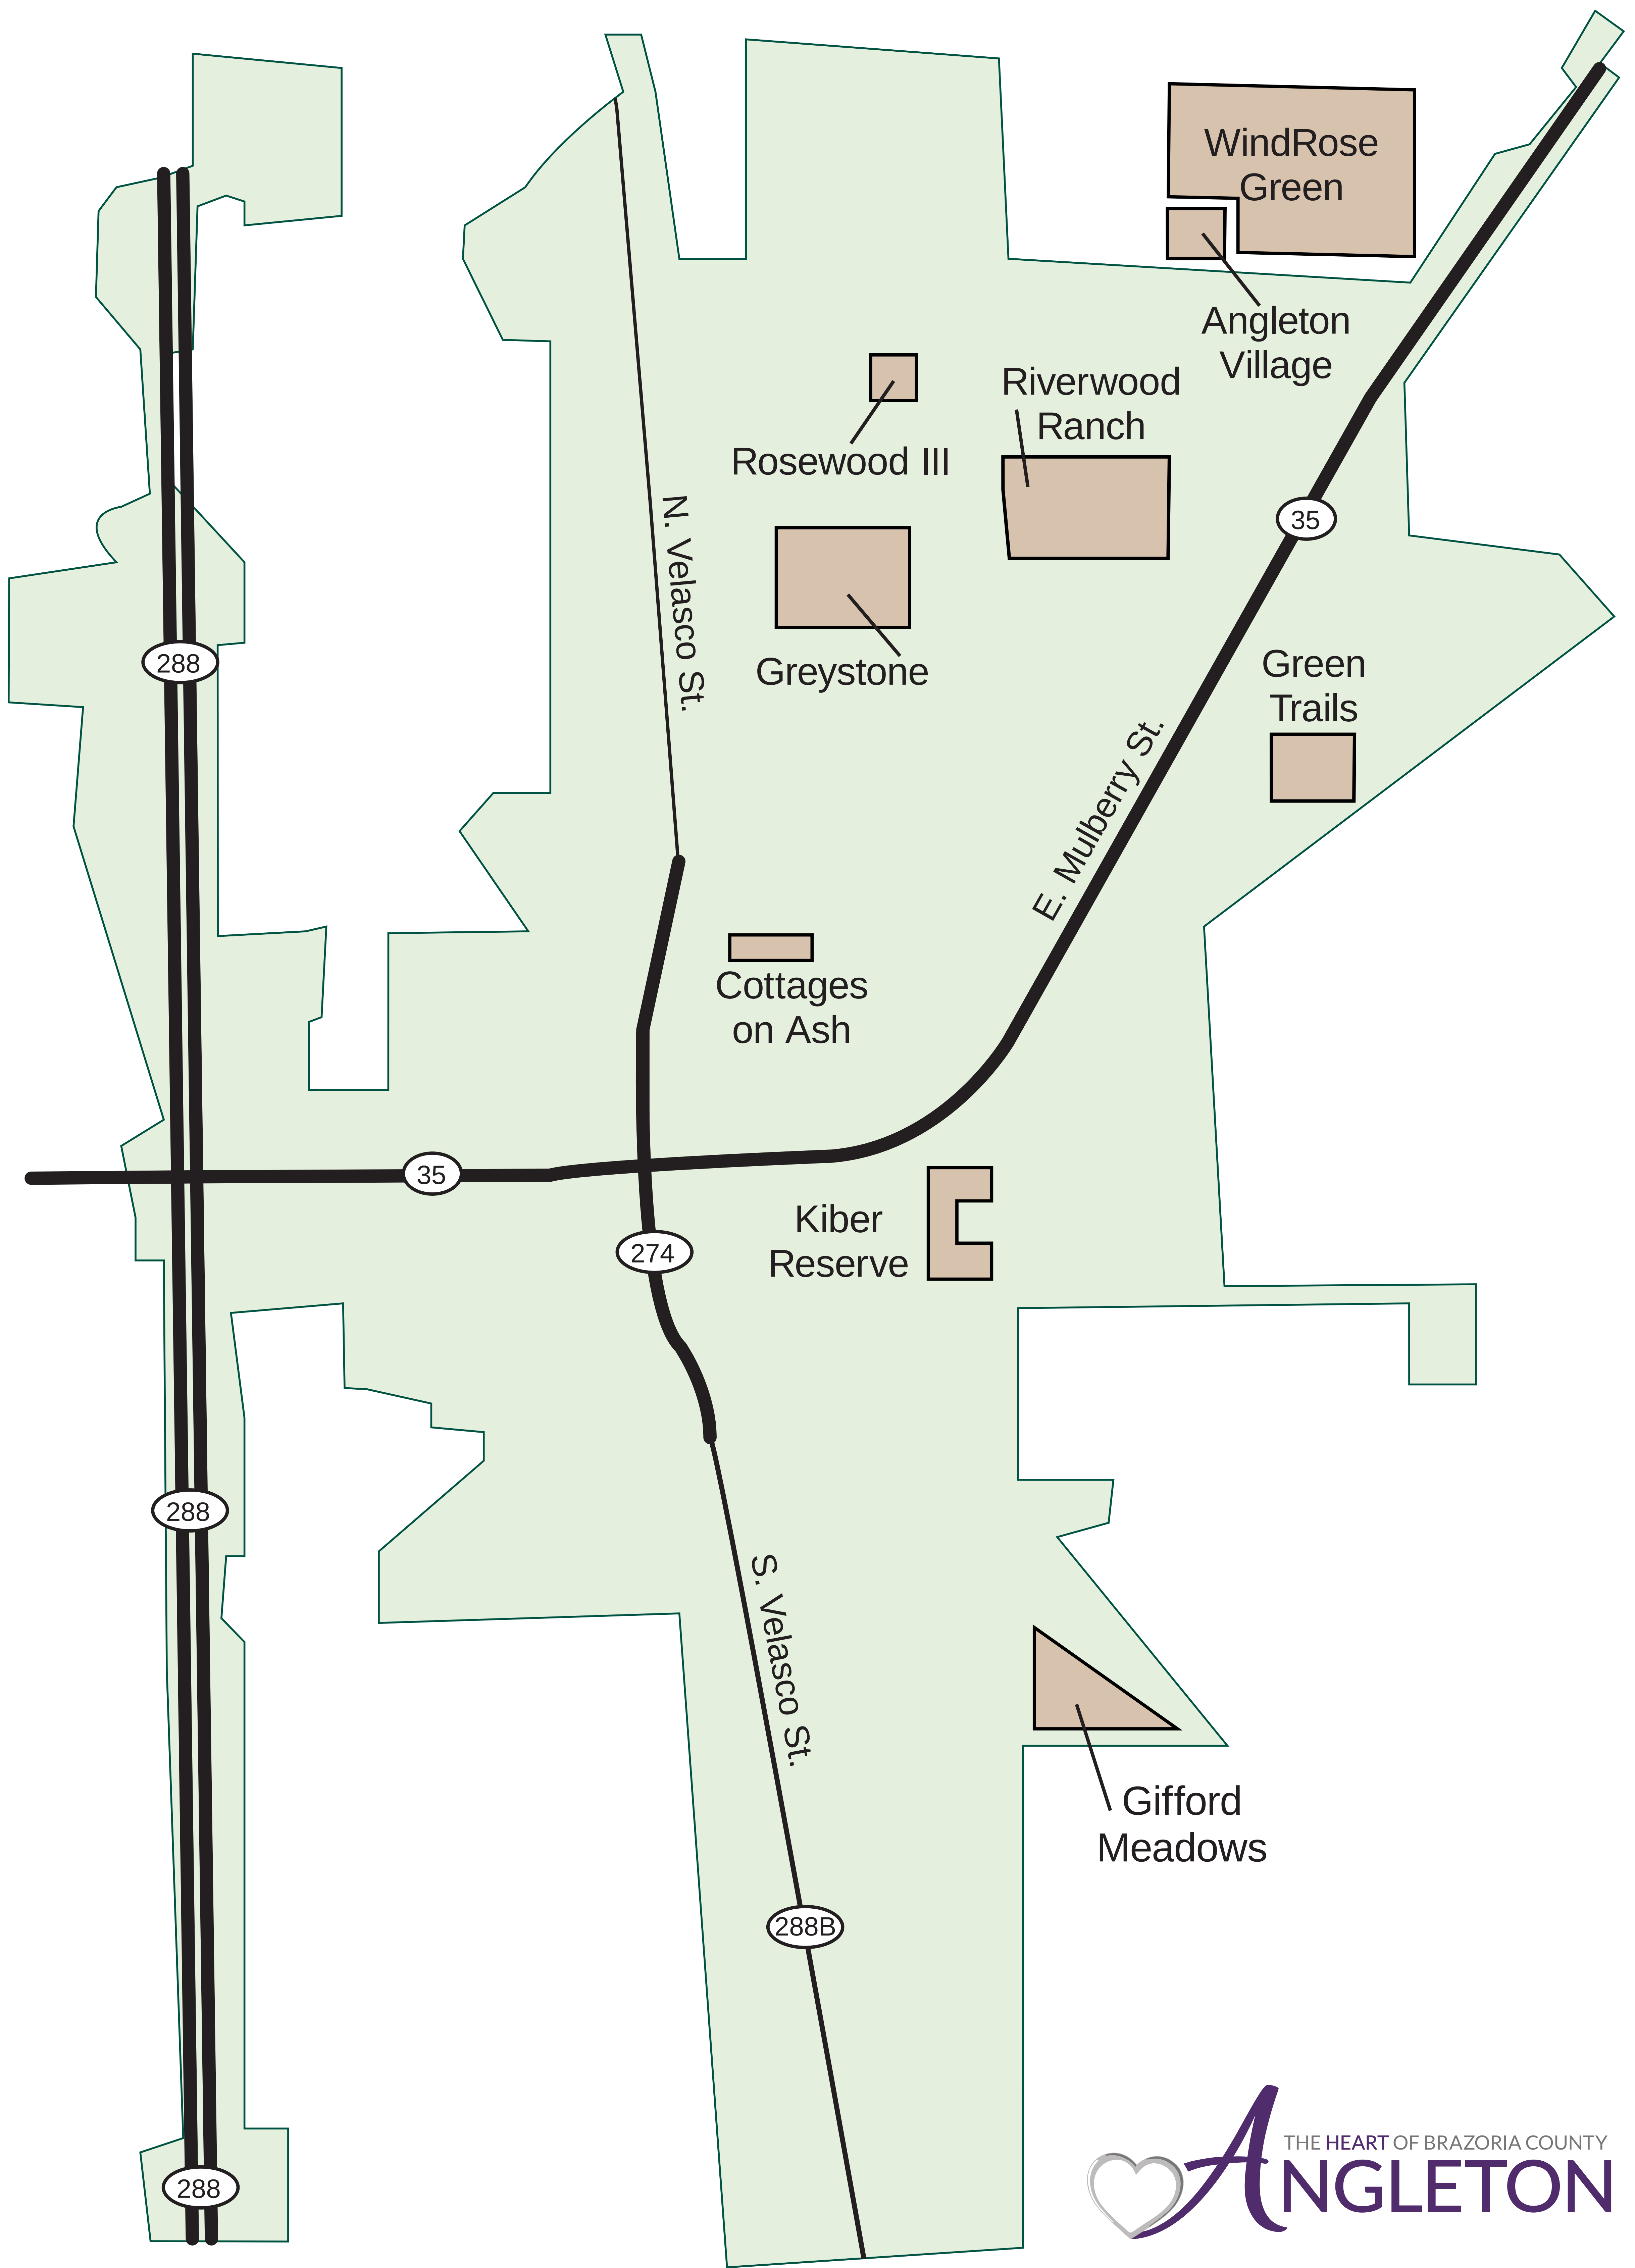 WindRose
Green
Angleton
Village
Riverwood
Ranch
Rosewood III
N. Velasco St.
35
Greystone
288
Green
Trails
E. Mulberry St.
Cottages
on Ash
35
Kiber
Reserve
274
288
S. Velasco St.
Gifford
Meadows
288B
THE HEART OF BRAZORIA COUNTY
ANGLETON
288